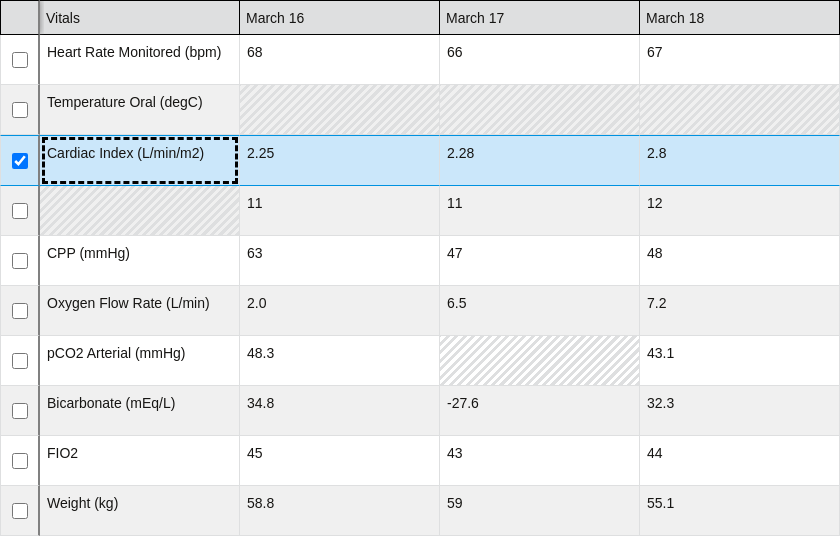 Vitals March 16 March 17 March 18
Heart Rate Monitored (bpm) 68 66 67
Temperature Oral (degC)
Cardiac Index (L/min/m2) 2.25 2.28 2.8
11 11 12
CPP (mmHg) 63 47 48
Oxygen Flow Rate (L/min) 2.0 6.5 7.2
pCO2 Arterial (mmHg) 48.3 43.1
Bicarbonate (mEq/L) 34.8 -27.6 32.3
FIO2 45 43 44
Weight (kg) 58.8 59 55.1